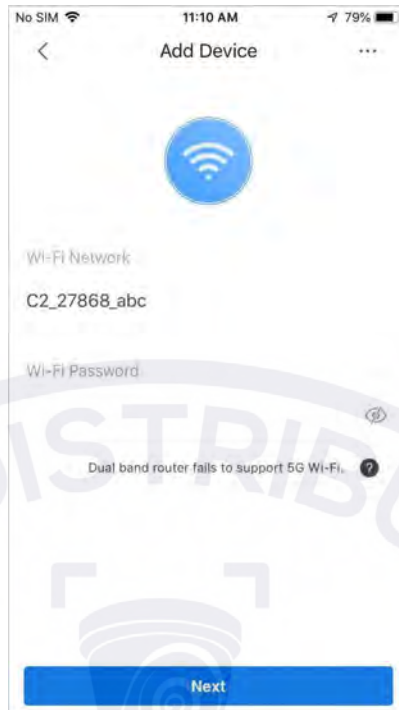 No SIM 11:10 AM 79%
Add Device
Wi-Fi Network
C2_27868_abc
Wi-Fi Password
Dual band router fails to support 5G Wi-Fi. ?
Next
DISTRIBU